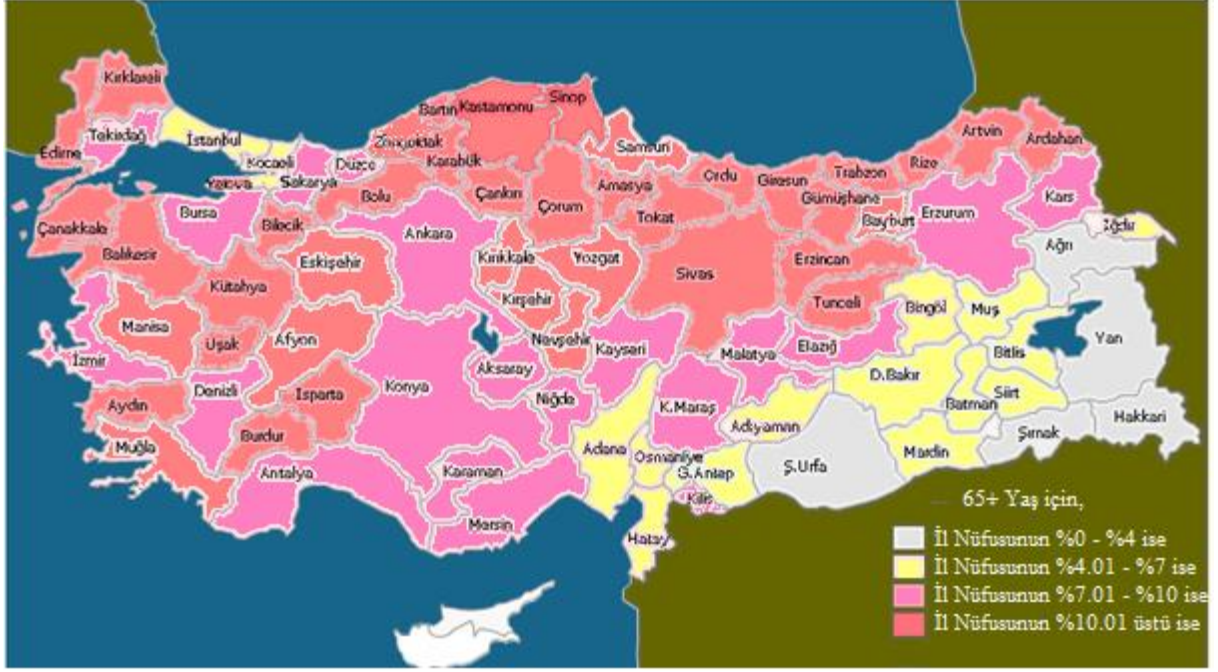 Kırklareli
Edirne
Tekirdağ
İstanbul
Kocaeli
Yalova
Sakarya
Düzce
Zonguldak
Bartın
Kastamonu
Sinop
Karabük
Bolu
Çankırı
Çorum
Samsun
Amasya
Tokat
Ordu
Giresun
Trabzon
Gümüşhane
Rize
Artvin
Ardahan
Bayburt
Erzurum
Kars
Iğdır
Ağrı
Çanakkale
Balıkesir
Bursa
Bilecik
Eskişehir
Ankara
Kırıkkale
Yozgat
Kırşehir
Sivas
Erzincan
Tunceli
Bingöl
Muş
Kütahya
Manisa
Uşak
Afyon
İzmir
Nevşehir
Kayseri
Malatya
Elazığ
Bitlis
Yan
Aksaray
Konya
Denizli
Isparta
Aydın
Niğde
K.Maraş
Adıyaman
D.Bakır
Batman
Siirt
Şırnak
Hakkari
Muğla
Burdur
Antalya
Karaman
Mersin
Adana
Osmaniye
G.Antep
Kilis
Hatay
Ş.Urfa
Mardin
65+ Yaş için,
İl Nüfusunun %0 - %4 ise
İl Nüfusunun %4.01 - %7 ise
İl Nüfusunun %7.01 - %10 ise
İl Nüfusunun %10.01 üstü ise